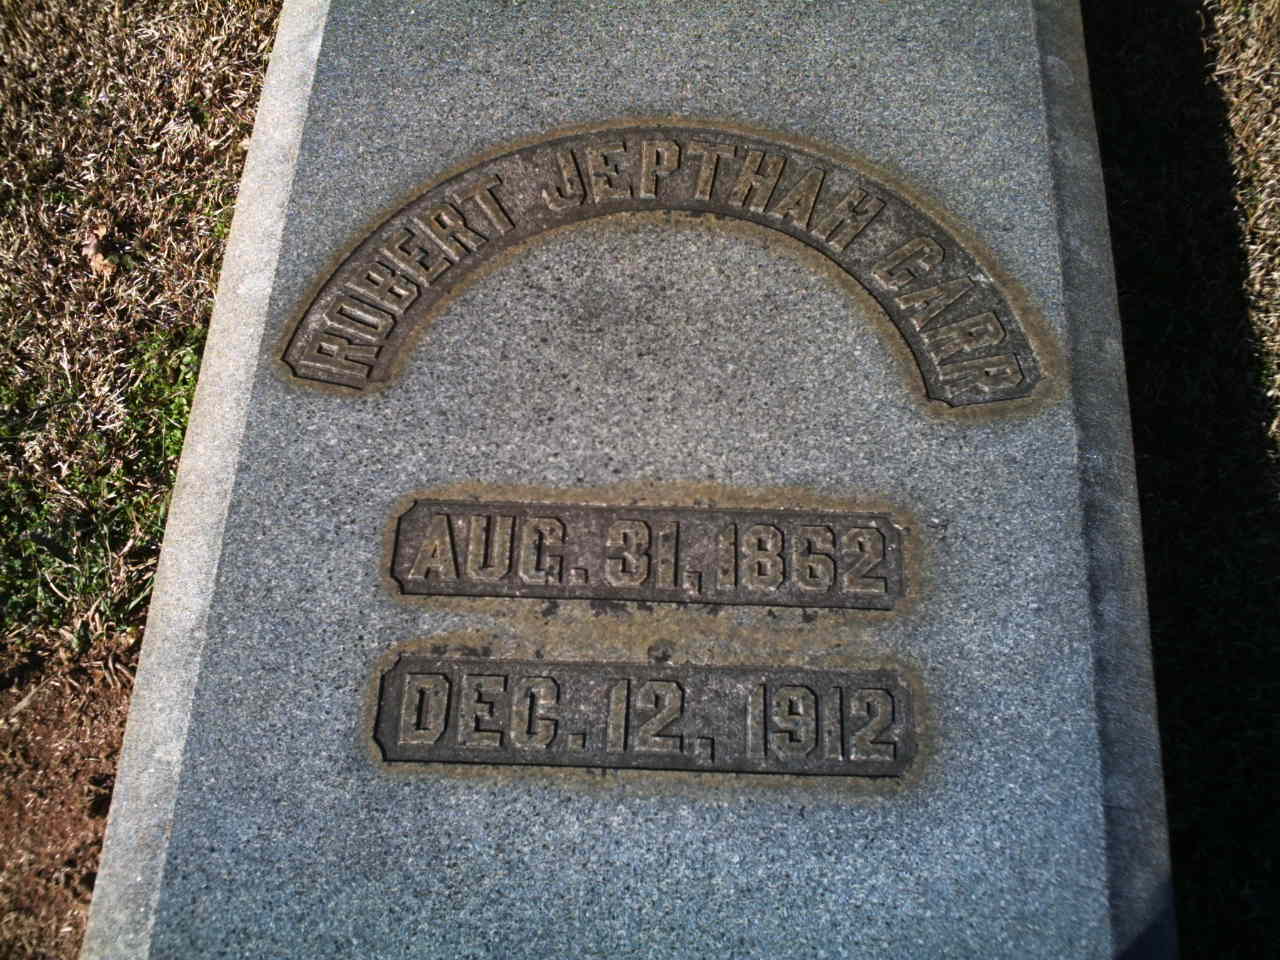 ROBERT JEPTHAH CARR
AUG. 31, 1862
DEC. 12, 1912